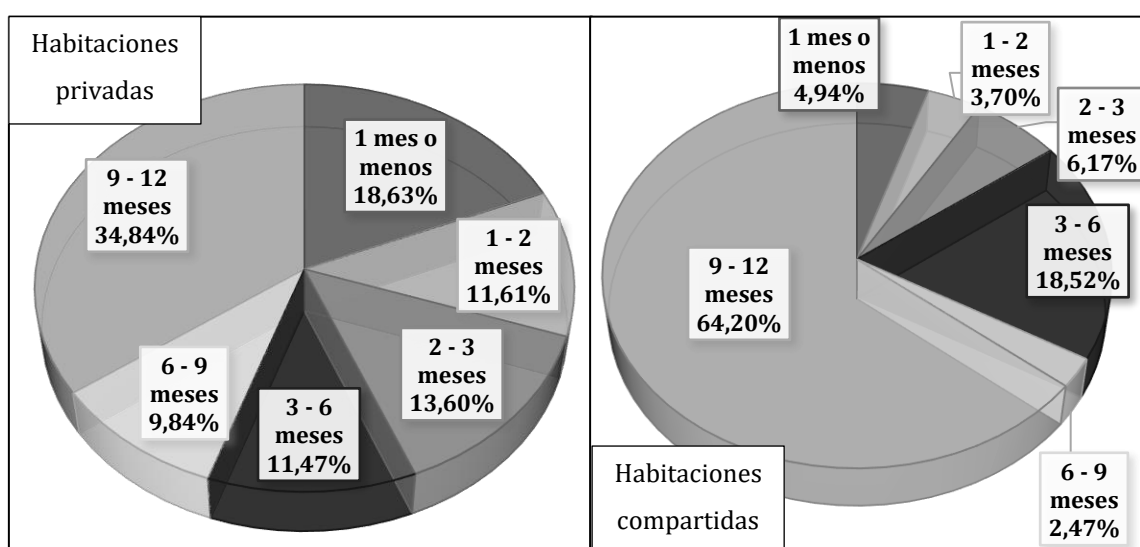 Habitaciones
privadas
1 mes o
menos
18,63%
1 - 2
meses
11,61%
2 - 3
meses
13,60%
3 - 6
meses
11,47%
6 - 9
meses
9,84%
9 - 12
meses
34,84%
1 mes o
menos
4,94%
1 - 2
meses
3,70%
2 - 3
meses
6,17%
3 - 6
meses
18,52%
6 - 9
meses
2,47%
9 - 12
meses
64,20%
Habitaciones
compartidas